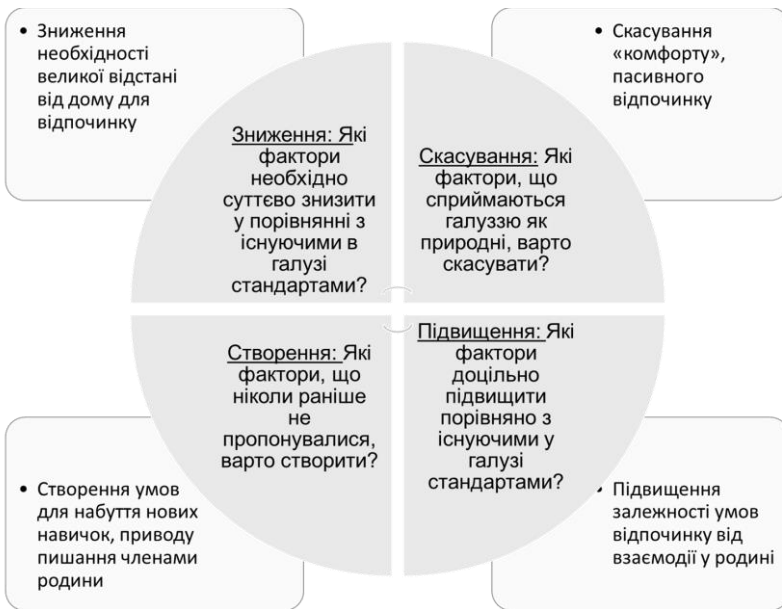 • Зниження
необхідності
великої відстані
від дому для
відпочинку
• Скасування
«комфорту»,
пасивного
відпочинку
Зниження: Які
фактори
необхідно
суттєво знизити
у порівнянні з
існуючими в
галузі
стандартами?
Скасування: Які
фактори, що
сприймаються
галуззю як
природні, варто
скасувати?
Створення: Які
фактори, що
ніколи раніше
не
пропонувалися,
варто створити?
Підвищення: Які
фактори
доцільно
підвищити
порівняно з
існуючими у
галузі
стандартами?
• Створення умов
для набуття нових
навичок, приводу
пишання членами
родини
• Підвищення
залежності умов
відпочинку від
взаємодії у родині